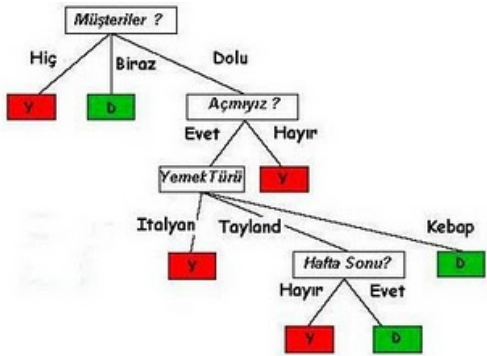 Müşteriler ?
Hiç
Biraz
Dolu
Y
D
Açmıyız ?
Evet
Hayır
YemekTürü
Y
Italyan
Tayland
Kebap
Y
Hafta Sonu?
D
Hayır
Evet
Y
D